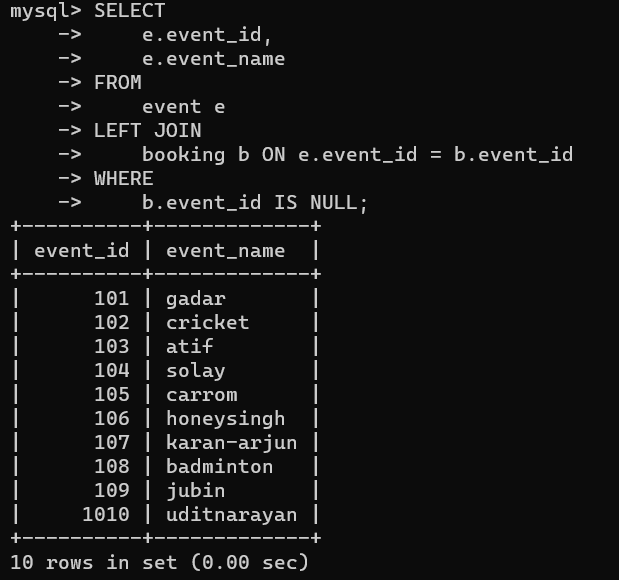 mysql> SELECT
    ->     e.event_id,
    ->     e.event_name
    -> FROM
    ->     event e
    -> LEFT JOIN
    ->     booking b ON e.event_id = b.event_id
    -> WHERE
    ->     b.event_id IS NULL;
+----------+-------------+
| event_id | event_name  |
+----------+-------------+
|      101 | gadar       |
|      102 | cricket     |
|      103 | atif        |
|      104 | solay       |
|      105 | carrom      |
|      106 | honeysingh  |
|      107 | karan-arjun |
|      108 | badminton   |
|      109 | jubin       |
|     1010 | uditnarayan |
+----------+-------------+
10 rows in set (0.00 sec)